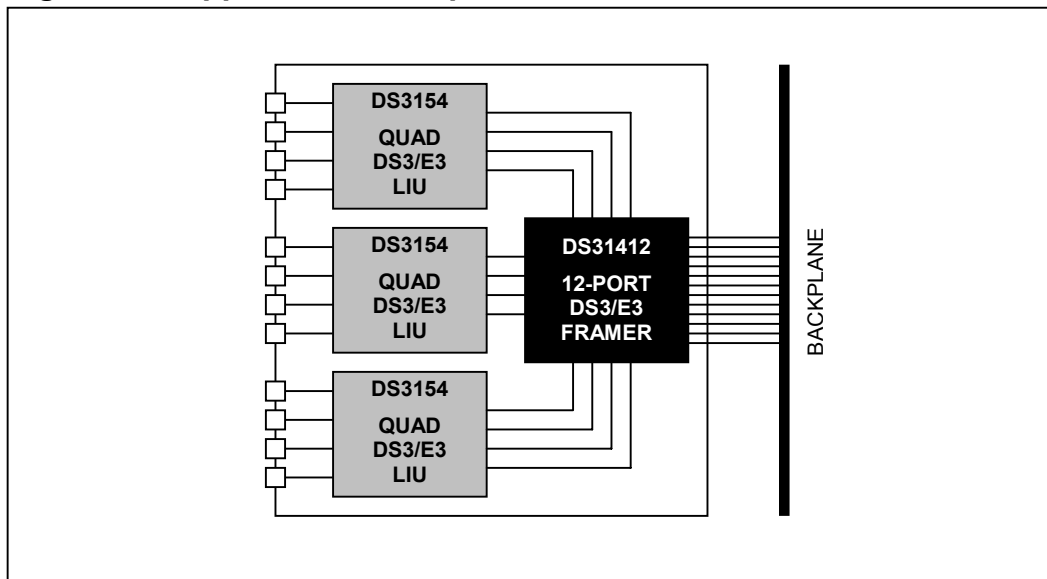 DS3154
QUAD
DS3/E3
LIU
DS3154
QUAD
DS3/E3
LIU
DS3154
QUAD
DS3/E3
LIU
DS31412
12-PORT
DS3/E3
FRAMER
BACKPLANE